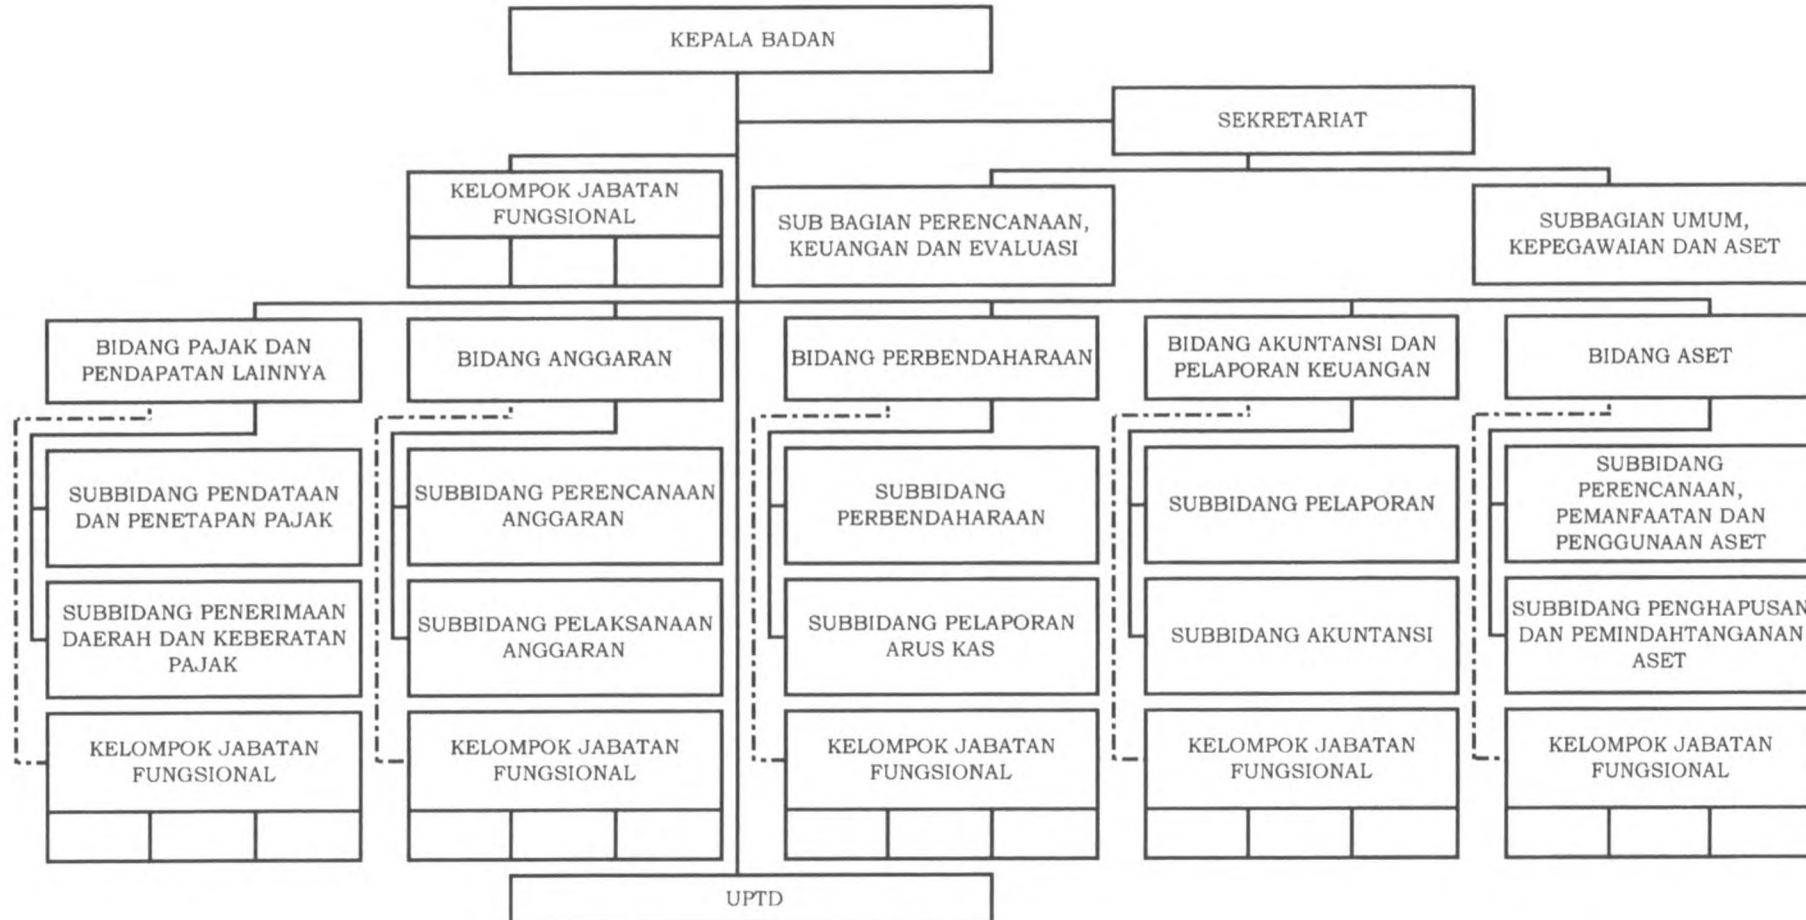 KEPALA BADAN
SEKRETARIAT
KELOMPOK JABATAN
FUNGSIONAL
SUB BAGIAN PERENCANAAN,
KEUANGAN DAN EVALUASI
SUBBAGIAN UMUM,
KEPEGAWAIAN DAN ASET
BIDANG PAJAK DAN
PENDAPATAN LAINNYA
BIDANG ANGGARAN
BIDANG PERBENDAHARAAN
BIDANG AKUNTANSI DAN
PELAPORAN KEUANGAN
BIDANG ASET
SUBBIDANG PENDATAAN
DAN PENETAPAN PAJAK
SUBBIDANG PERENCANAAN
ANGGARAN
SUBBIDANG
PERBENDAHARAAN
SUBBIDANG PELAPORAN
SUBBIDANG
PERENCANAAN,
PEMANFAATAN DAN
PENGGUNAAN ASET
SUBBIDANG PENERIMAAN
DAERAH DAN KEBERATAN
PAJAK
SUBBIDANG PELAKSANAAN
ANGGARAN
SUBBIDANG PELAPORAN
ARUS KAS
SUBBIDANG AKUNTANSI
SUBBIDANG PENGHAPUSAN
DAN PEMINDAHTANGANAN
ASET
KELOMPOK JABATAN
FUNGSIONAL
KELOMPOK JABATAN
FUNGSIONAL
KELOMPOK JABATAN
FUNGSIONAL
KELOMPOK JABATAN
FUNGSIONAL
KELOMPOK JABATAN
FUNGSIONAL
UPTD